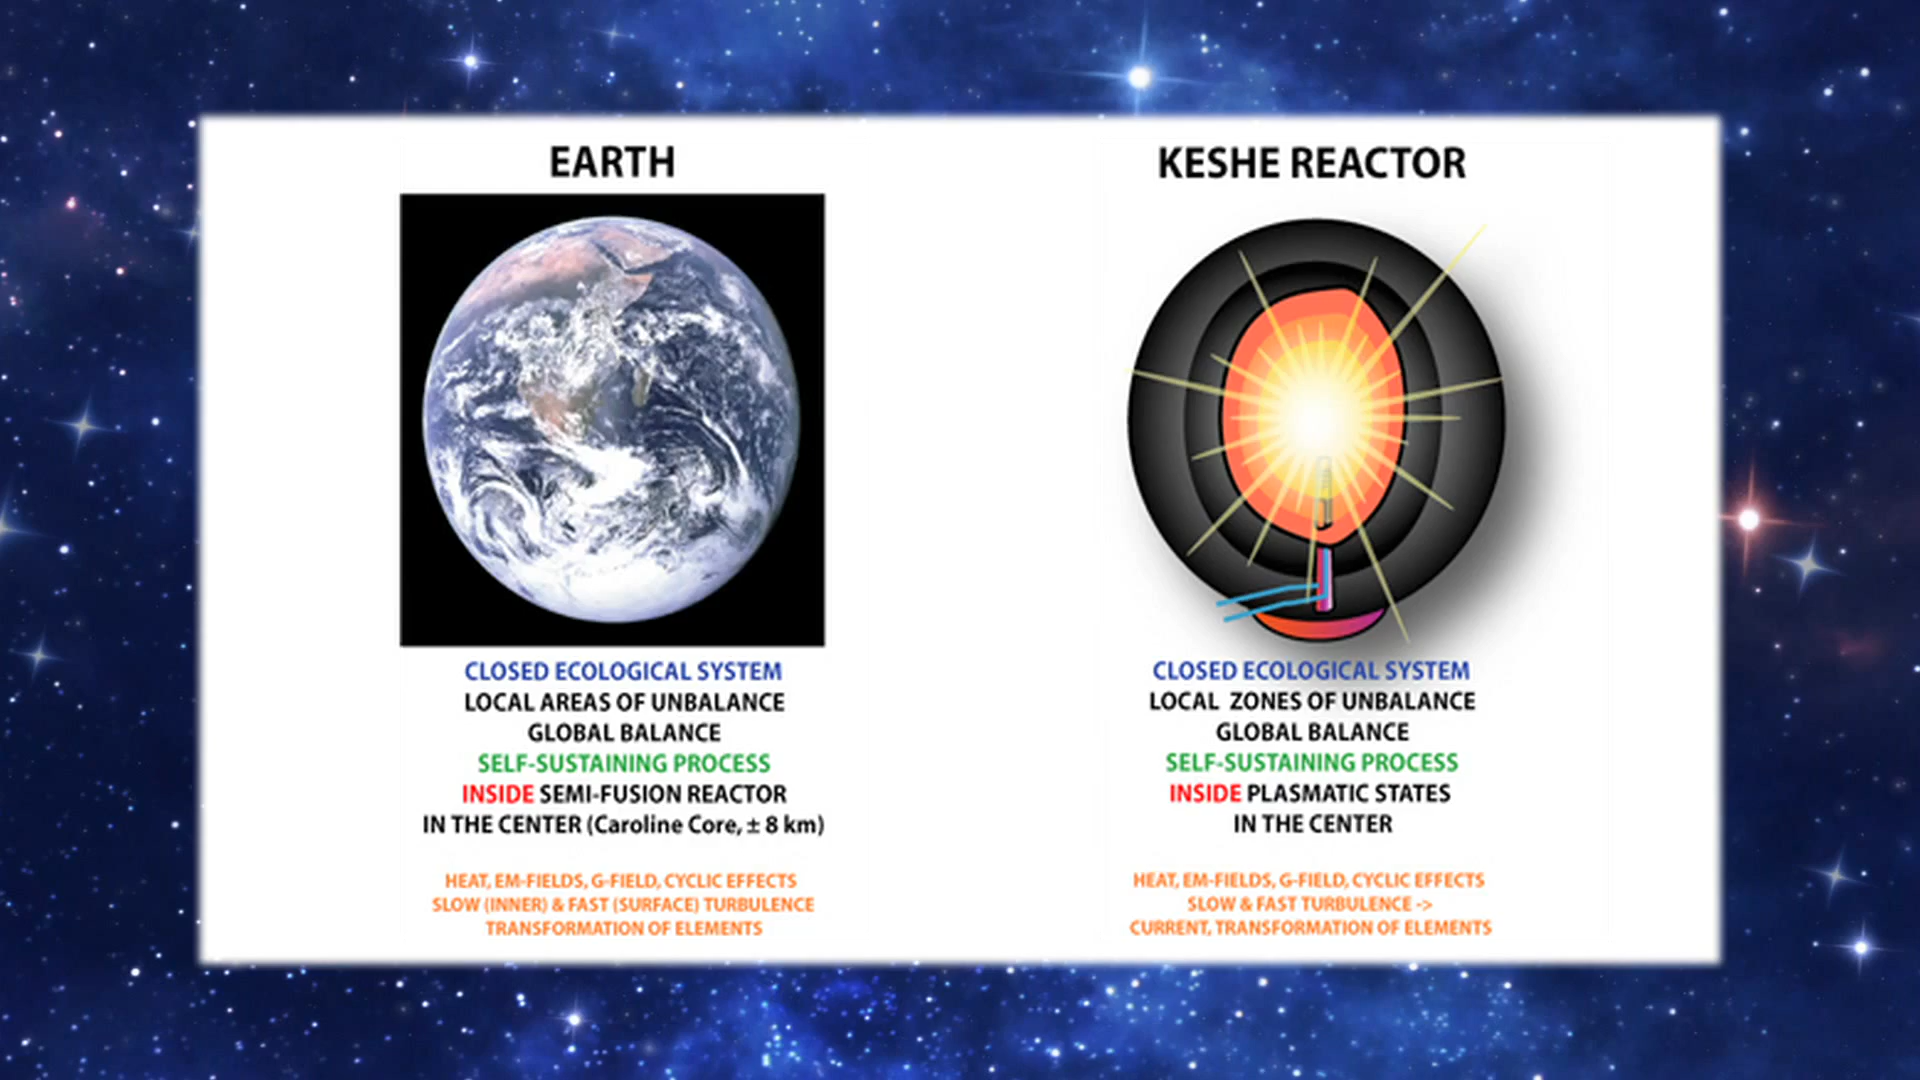 EARTH
CLOSED ECOLOGICAL SYSTEM
LOCAL AREAS OF UNBALANCE
GLOBAL BALANCE
SELF-SUSTAINING PROCESS
INSIDE SEMI-FUSION REACTOR
IN THE CENTER (Caroline Core, ± 8 km)
HEAT, EM-FIELDS, G-FIELD, CYCLIC EFFECTS
SLOW (INNER) & FAST (SURFACE) TURBULENCE
TRANSFORMATION OF ELEMENTS
KESHE REACTOR
CLOSED ECOLOGICAL SYSTEM
LOCAL ZONES OF UNBALANCE
GLOBAL BALANCE
SELF-SUSTAINING PROCESS
INSIDE PLASMATIC STATES
IN THE CENTER
HEAT, EM-FIELDS, G-FIELD, CYCLIC EFFECTS
SLOW & FAST TURBULENCE ->
CURRENT, TRANSFORMATION OF ELEMENTS